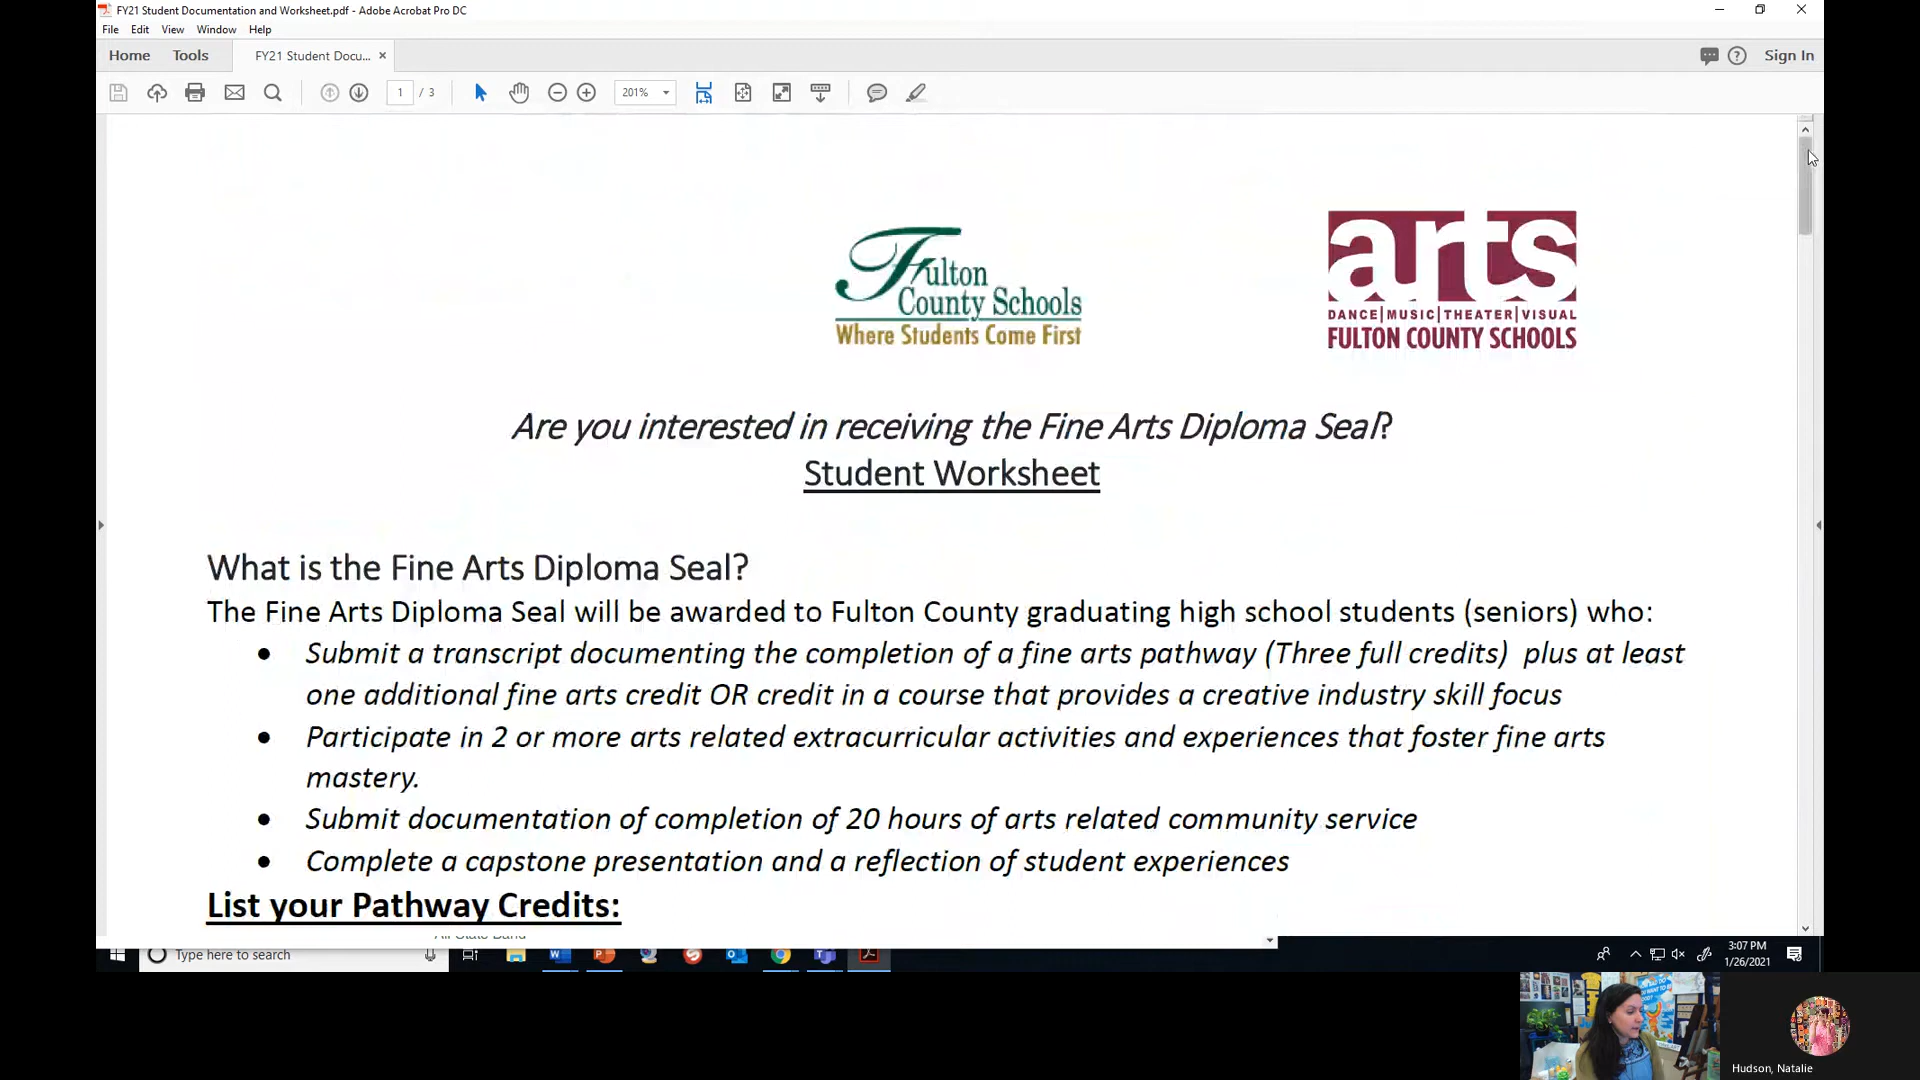 FY21 Student Documentation and Worksheet.pdf - Adobe Acrobat Pro DC
File Edit View Window Help
Home Tools FY21 Student Docu... Sign In
1 / 3 201%
Fulton
County Schools
Where Students Come First
arts
DANCE|MUSIC|THEATER|VISUAL
FULTON COUNTY SCHOOLS
Are you interested in receiving the Fine Arts Diploma Seal?
Student Worksheet
What is the Fine Arts Diploma Seal?
The Fine Arts Diploma Seal will be awarded to Fulton County graduating high school students (seniors) who:
• Submit a transcript documenting the completion of a fine arts pathway (Three full credits) plus at least
one additional fine arts credit OR credit in a course that provides a creative industry skill focus
• Participate in 2 or more arts related extracurricular activities and experiences that foster fine arts
mastery.
• Submit documentation of completion of 20 hours of arts related community service
• Complete a capstone presentation and a reflection of student experiences
List your Pathway Credits:
Type here to search
3:07 PM
1/26/2021
Hudson, Natalie